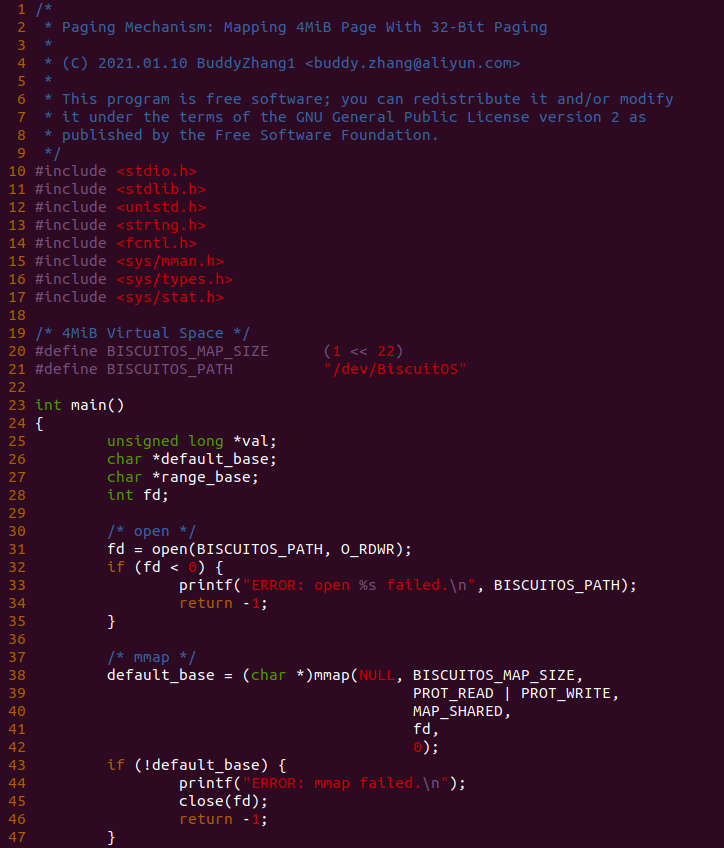 1 /*
2  * Paging Mechanism: Mapping 4MiB Page With 32-Bit Paging
3  *
4  * (C) 2021.01.10 BuddyZhang1 <buddy.zhang@aliyun.com>
5  *
6  * This program is free software; you can redistribute it and/or modify
7  * it under the terms of the GNU General Public License version 2 as
8  * published by the Free Software Foundation.
9  */
10 #include <stdio.h>
11 #include <stdlib.h>
12 #include <unistd.h>
13 #include <string.h>
14 #include <fcntl.h>
15 #include <sys/mman.h>
16 #include <sys/types.h>
17 #include <sys/stat.h>
18
19 /* 4MiB Virtual Space */
20 #define BISCUITOS_MAP_SIZE      (1 << 22)
21 #define BISCUITOS_PATH          "/dev/BiscuitOS"
22
23 int main()
24 {
25         unsigned long *val;
26         char *default_base;
27         char *range_base;
28         int fd;
29
30         /* open */
31         fd = open(BISCUITOS_PATH, O_RDWR);
32         if (fd < 0) {
33                 printf("ERROR: open %s failed.\n", BISCUITOS_PATH);
34                 return -1;
35         }
36
37         /* mmap */
38         default_base = (char *)mmap(NULL, BISCUITOS_MAP_SIZE,
39                                           PROT_READ | PROT_WRITE,
40                                           MAP_SHARED,
41                                           fd,
42                                           0);
43         if (!default_base) {
44                 printf("ERROR: mmap failed.\n");
45                 close(fd);
46                 return -1;
47         }